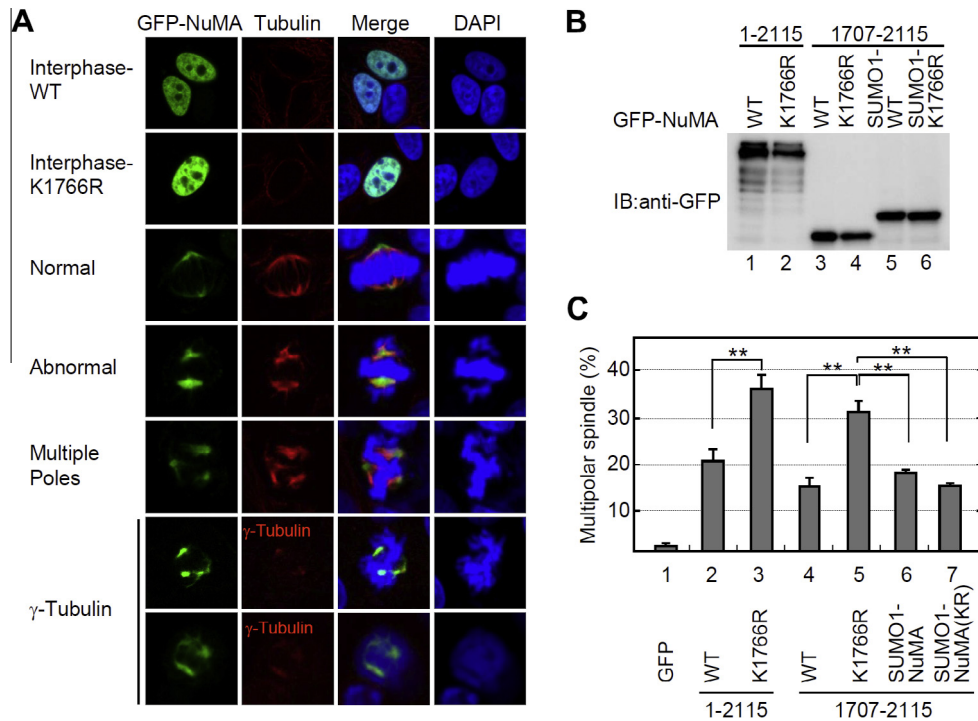 A
GFP-NuMA Tubulin Merge DAPI
Interphase-
WT
Interphase-
K1766R
Normal
Abnormal
Multiple
Poles
γ-Tubulin
γ-Tubulin
γ-Tubulin
B
1-2115 1707-2115
GFP-NuMA
WT
K1766R
WT
K1766R
SUMO1-
WT
SUMO1-
K1766R
IB:anti-GFP
1 2 3 4 5 6
C
Multipolar spindle (%)
40
30
20
10
**
**
**
**
1 2 3 4 5 6 7
GFP
WT
K1766R
WT
K1766R
SUMO1-
NuMA
SUMO1-
NuMA(KR)
1-2115 1707-2115